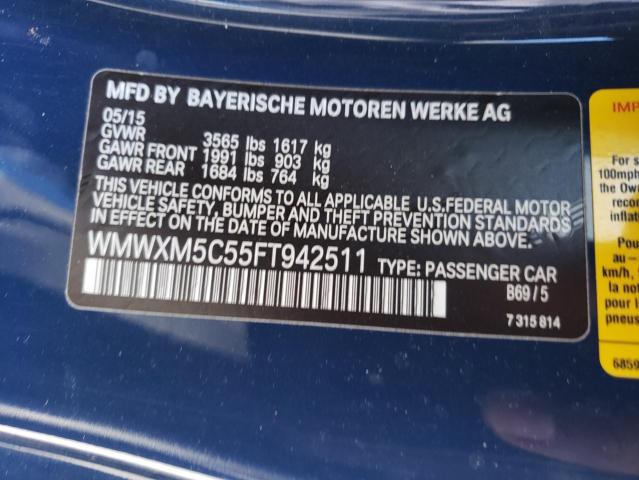 MFD BY BAYERISCHE MOTOREN WERKE AG
05/15
GVWR 3565 lbs 1617 kg
GAWR FRONT 1991 lbs 903 kg
GAWR REAR 1684 lbs 764 kg
THIS VEHICLE CONFORMS TO ALL APPLICABLE U.S.FEDERAL MOTOR
VEHICLE SAFETY, BUMPER AND THEFT PREVENTION STANDARDS
IN EFFECT ON THE DATE OF MANUFACTURE SHOWN ABOVE.
WMWXM5C55FT942511 TYPE: PASSENGER CAR
B69 / 5
7 315 814
IMP
For s
100mph
the Ow
recon
infor
Pou
au-
km/h,
la not
pour l
pneus
6859